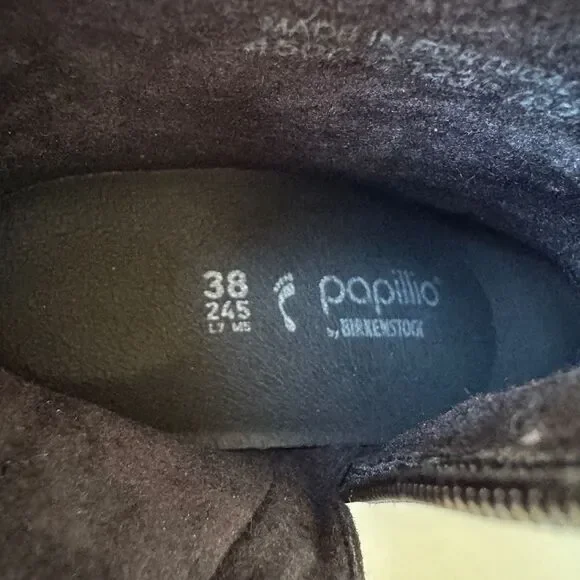 MADE IN PORTUGAL
38
245
L7 M5
papillio®
by BIRKENSTOCK